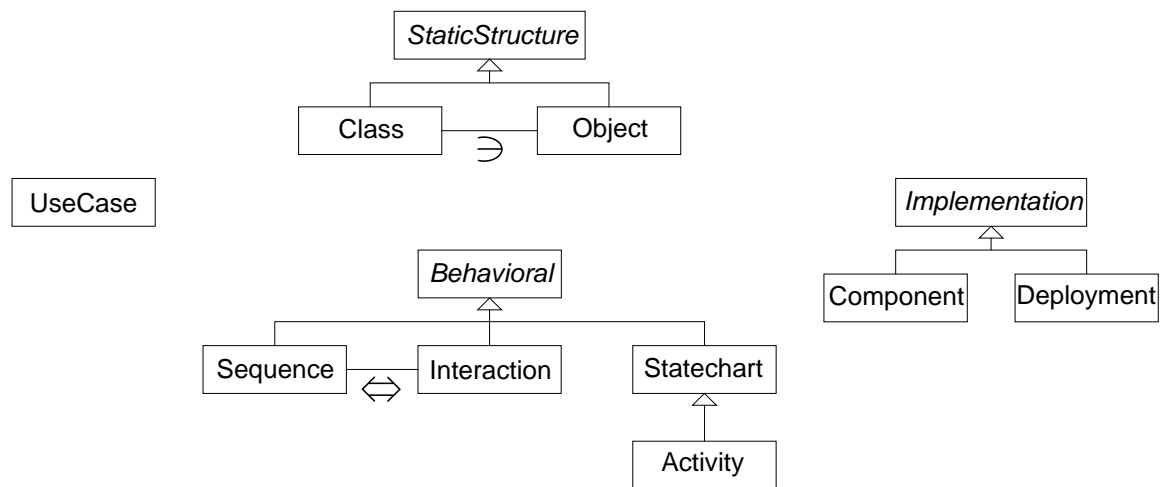 StaticStructure
Class
Object
UseCase
Implementation
Behavioral
Component
Deployment
Sequence
Interaction
Statechart
Activity